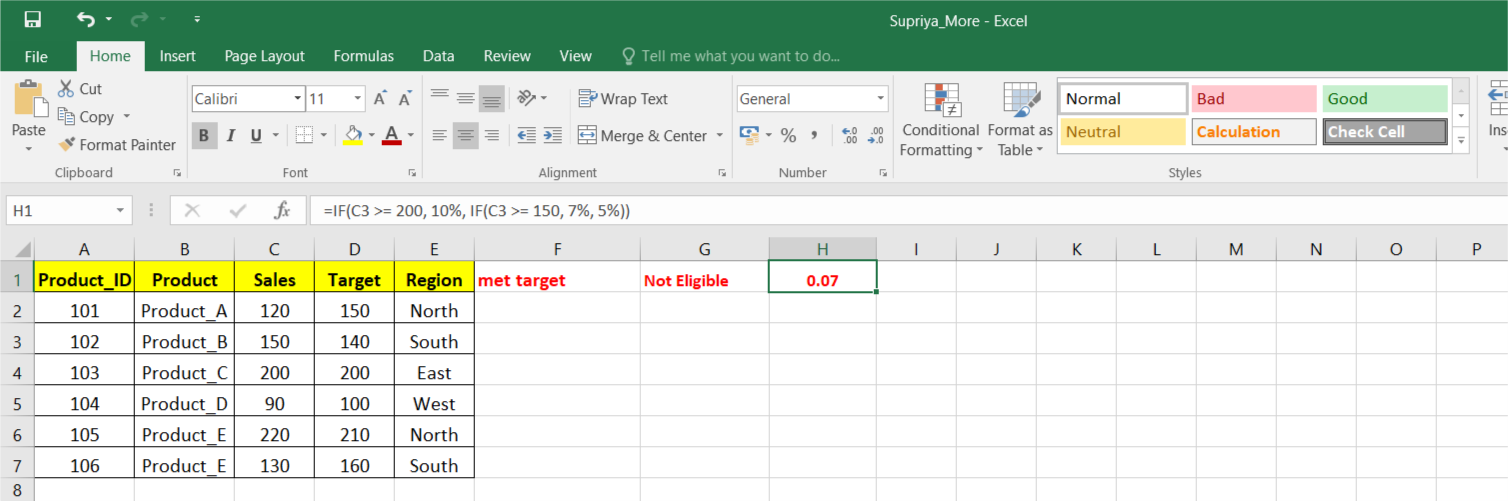 Supriya_More - Excel
File Home Insert Page Layout Formulas Data Review View Tell me what you want to do...
Paste
Cut
Copy
Format Painter
Clipboard
Calibri 11
B I U A
Font
Wrap Text
Merge & Center
Alignment
General
% , .00
Number
Conditional Formatting
Format as Table
Normal Bad Good
Neutral Calculation Check Cell
Styles
H1 fx =IF(C3 >= 200, 10%, IF(C3 >= 150, 7%, 5%))
A B C D E F G H I J K L M N O P
1 Product_ID Product Sales Target Region met target Not Eligible 0.07
2 101 Product_A 120 150 North
3 102 Product_B 150 140 South
4 103 Product_C 200 200 East
5 104 Product_D 90 100 West
6 105 Product_E 220 210 North
7 106 Product_E 130 160 South
8